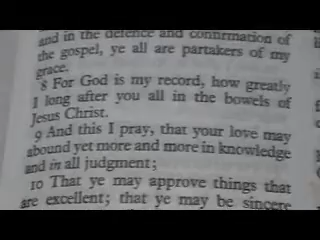 and in the defence and confirmation of
the gospel, ye all are partakers of my
grace.
8 For God is my record, how greatly
I long after you all in the bowels of
Jesus Christ.
9 And this I pray, that your love may
abound yet more and more in knowledge
and in all judgment;
10 That ye may approve things that
are excellent; that ye may be sincere